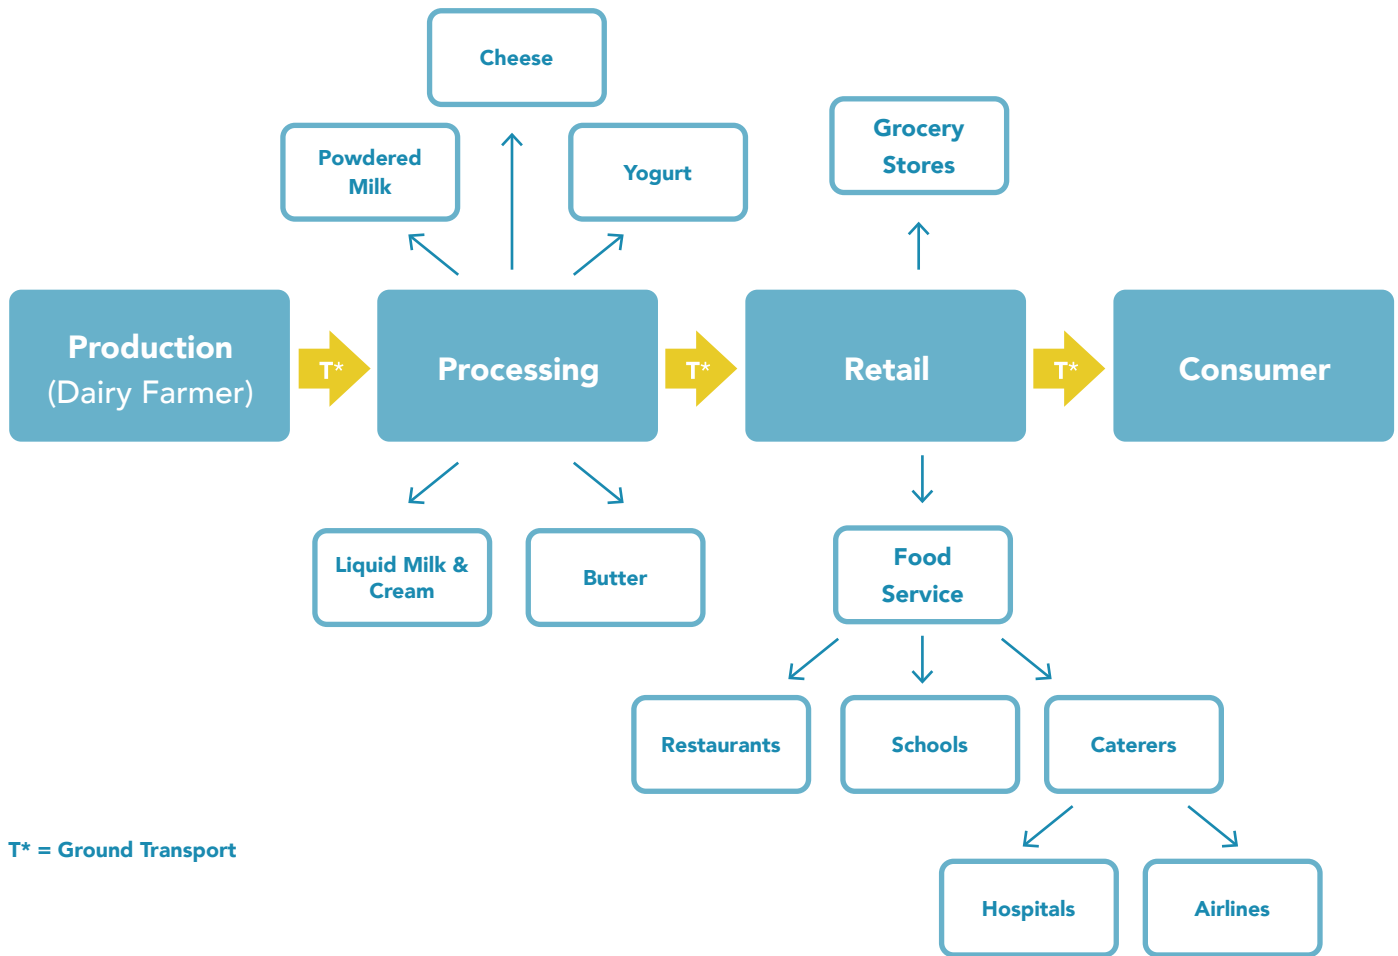 Cheese
Powdered
Milk
Yogurt
Grocery
Stores
Production
(Dairy Farmer)
T*
Processing
T*
Retail
T*
Consumer
Liquid Milk &
Cream
Butter
Food
Service
Restaurants
Schools
Caterers
T* = Ground Transport
Hospitals
Airlines